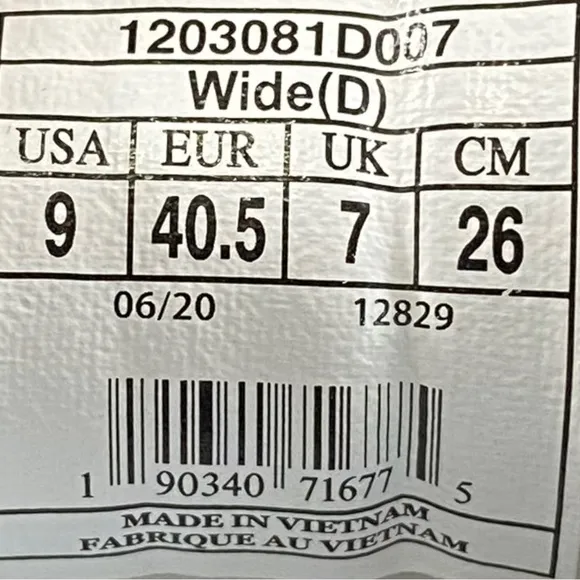 1203081D007
Wide(D)
USA EUR UK CM
9 40.5 7 26
06/20 12829
1 90340 71677 5
MADE IN VIETNAM
FABRIQUE AU VIETNAM